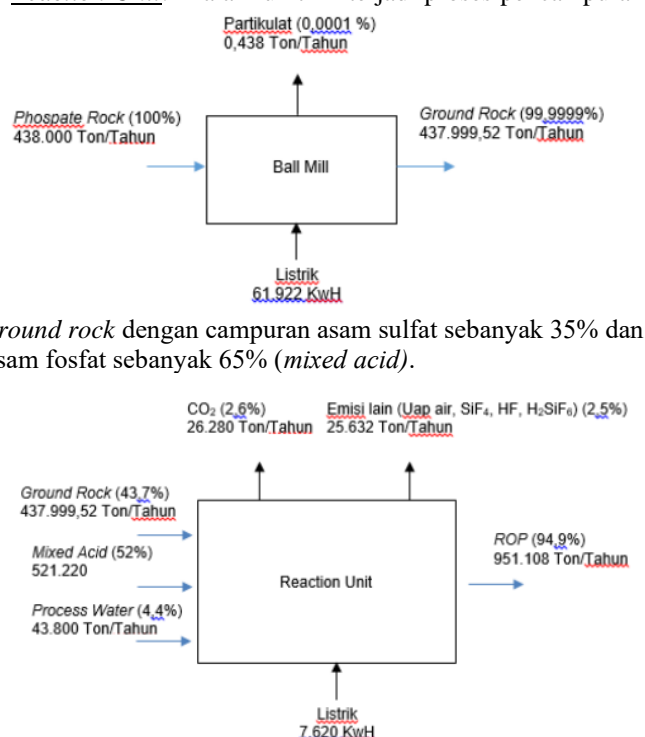 Partikulat (0,0001 %)
0,438 Ton/Tahun
Phospate Rock (100%)
438.000 Ton/Tahun
Ground Rock (99,9999%)
437.999,52 Ton/Tahun
Ball Mill
Listrik
61.922 KwH
round rock dengan campuran asam sulfat sebanyak 35% dan
sam fosfat sebanyak 65% (mixed acid).
CO₂ (2,6%)
26.280 Ton/Tahun
Emisi lain (Uap air, SiF₄, HF, H₂SiF₆) (2,5%)
25.632 Ton/Tahun
Ground Rock (43,7%)
437.999,52 Ton/Tahun
Mixed Acid (52%)
521.220
Process Water (4,4%)
43.800 Ton/Tahun
Reaction Unit
ROP (94,9%)
951.108 Ton/Tahun
Listrik
7.620 KwH